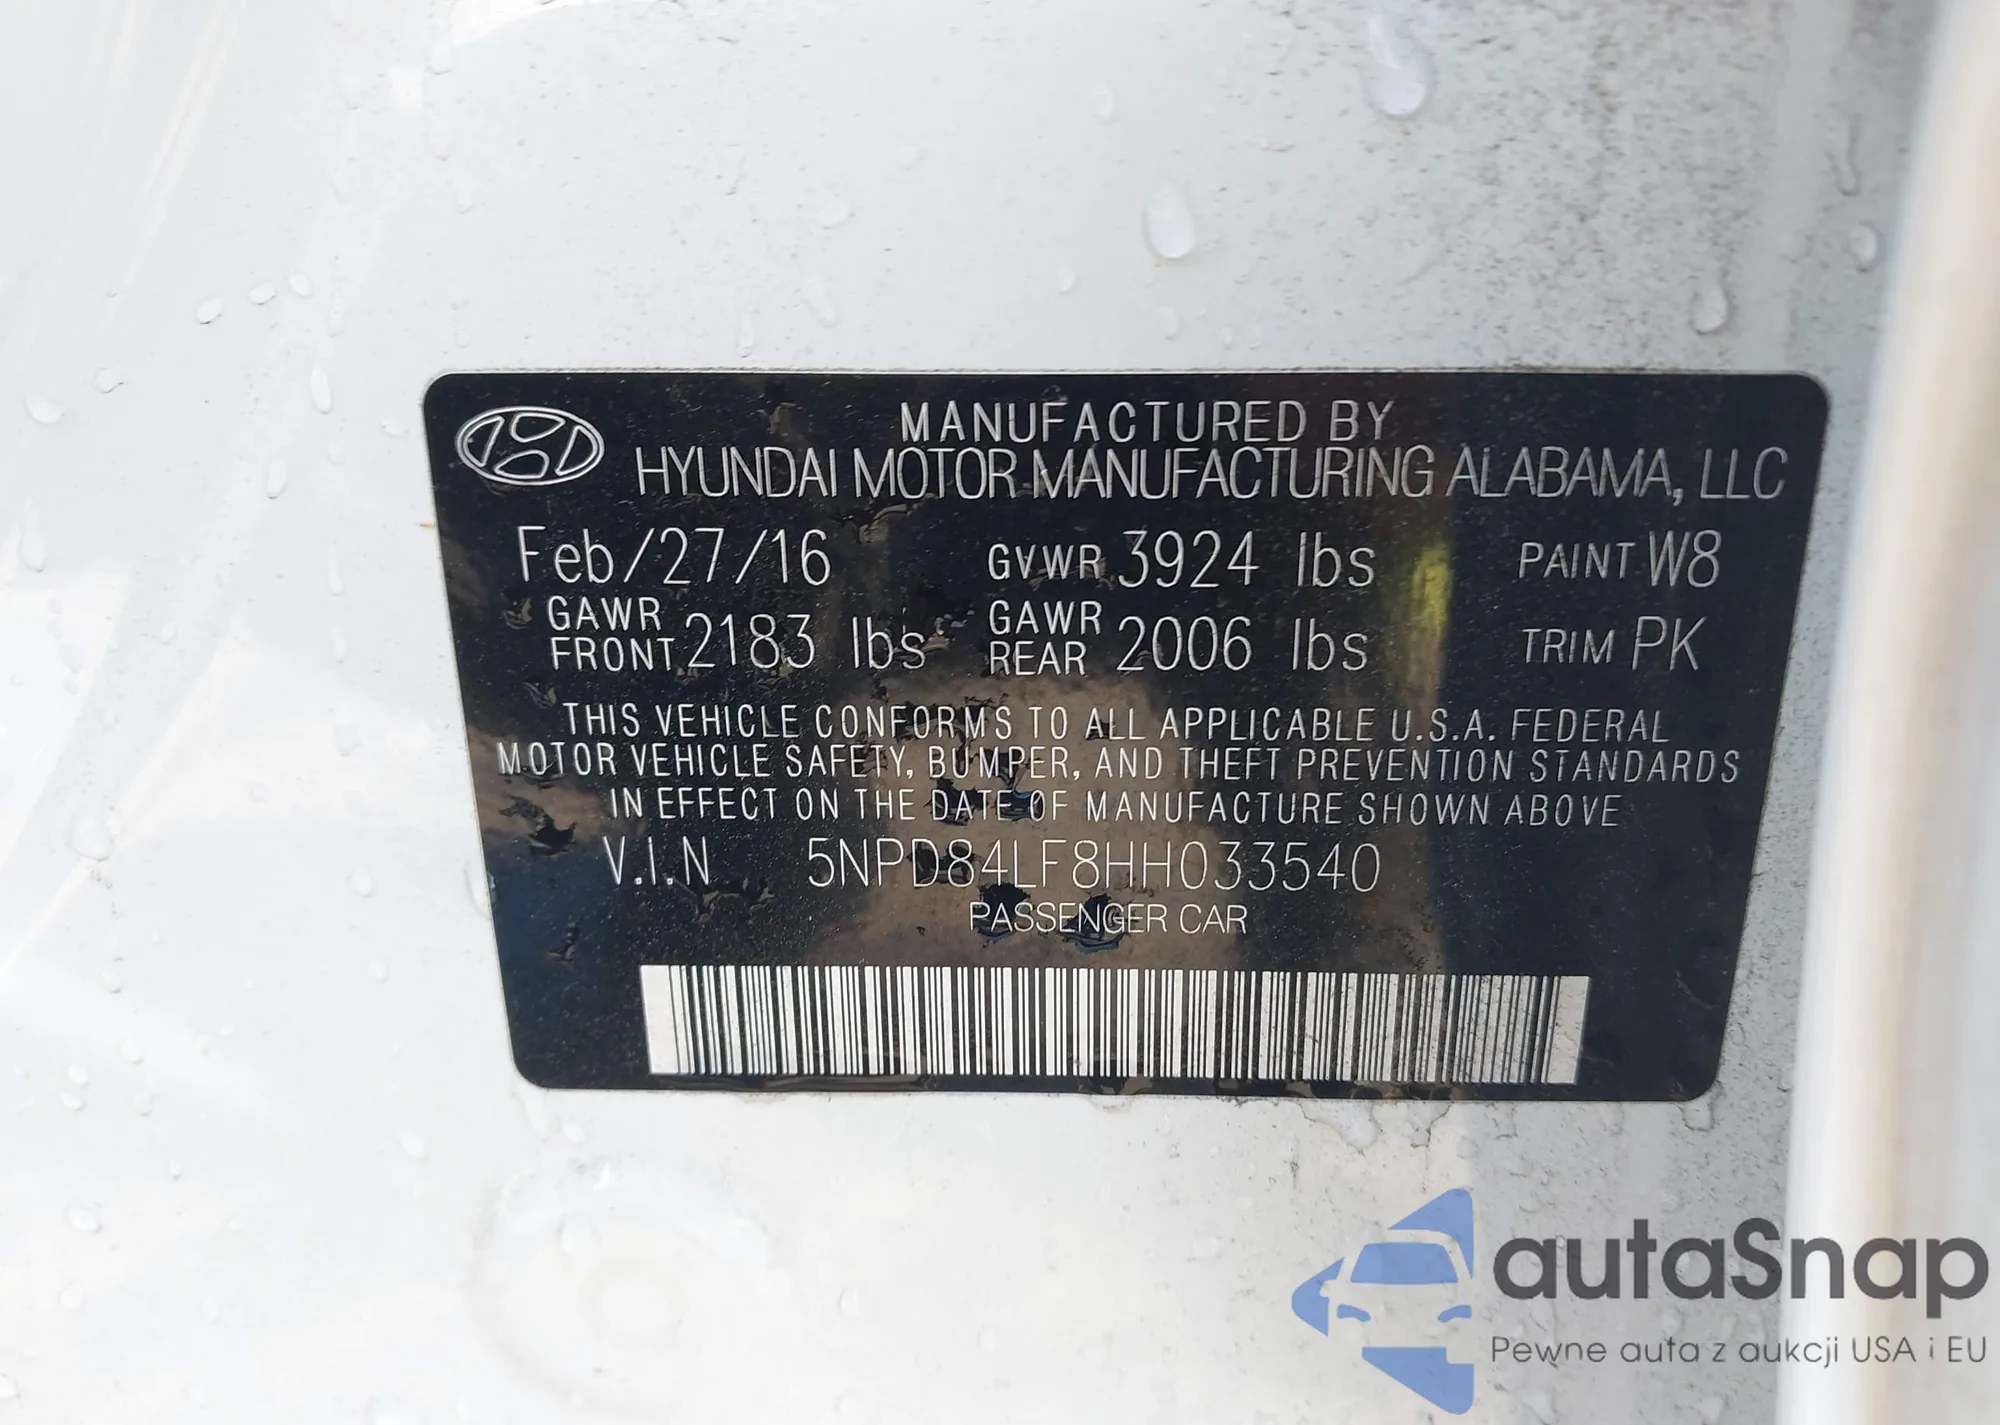 MANUFACTURED BY
HYUNDAI MOTOR MANUFACTURING ALABAMA, LLC
Feb/27/16 GVWR 3924 lbs PAINT W8
GAWR FRONT 2183 lbs GAWR REAR 2006 lbs TRIM PK
THIS VEHICLE CONFORMS TO ALL APPLICABLE U.S.A. FEDERAL
MOTOR VEHICLE SAFETY, BUMPER, AND THEFT PREVENTION STANDARDS
IN EFFECT ON THE DATE OF MANUFACTURE SHOWN ABOVE
V.I.N 5NPD84LF8HH033540
PASSENGER CAR
autaSnap
Pewne auta z aukcji USA i EU